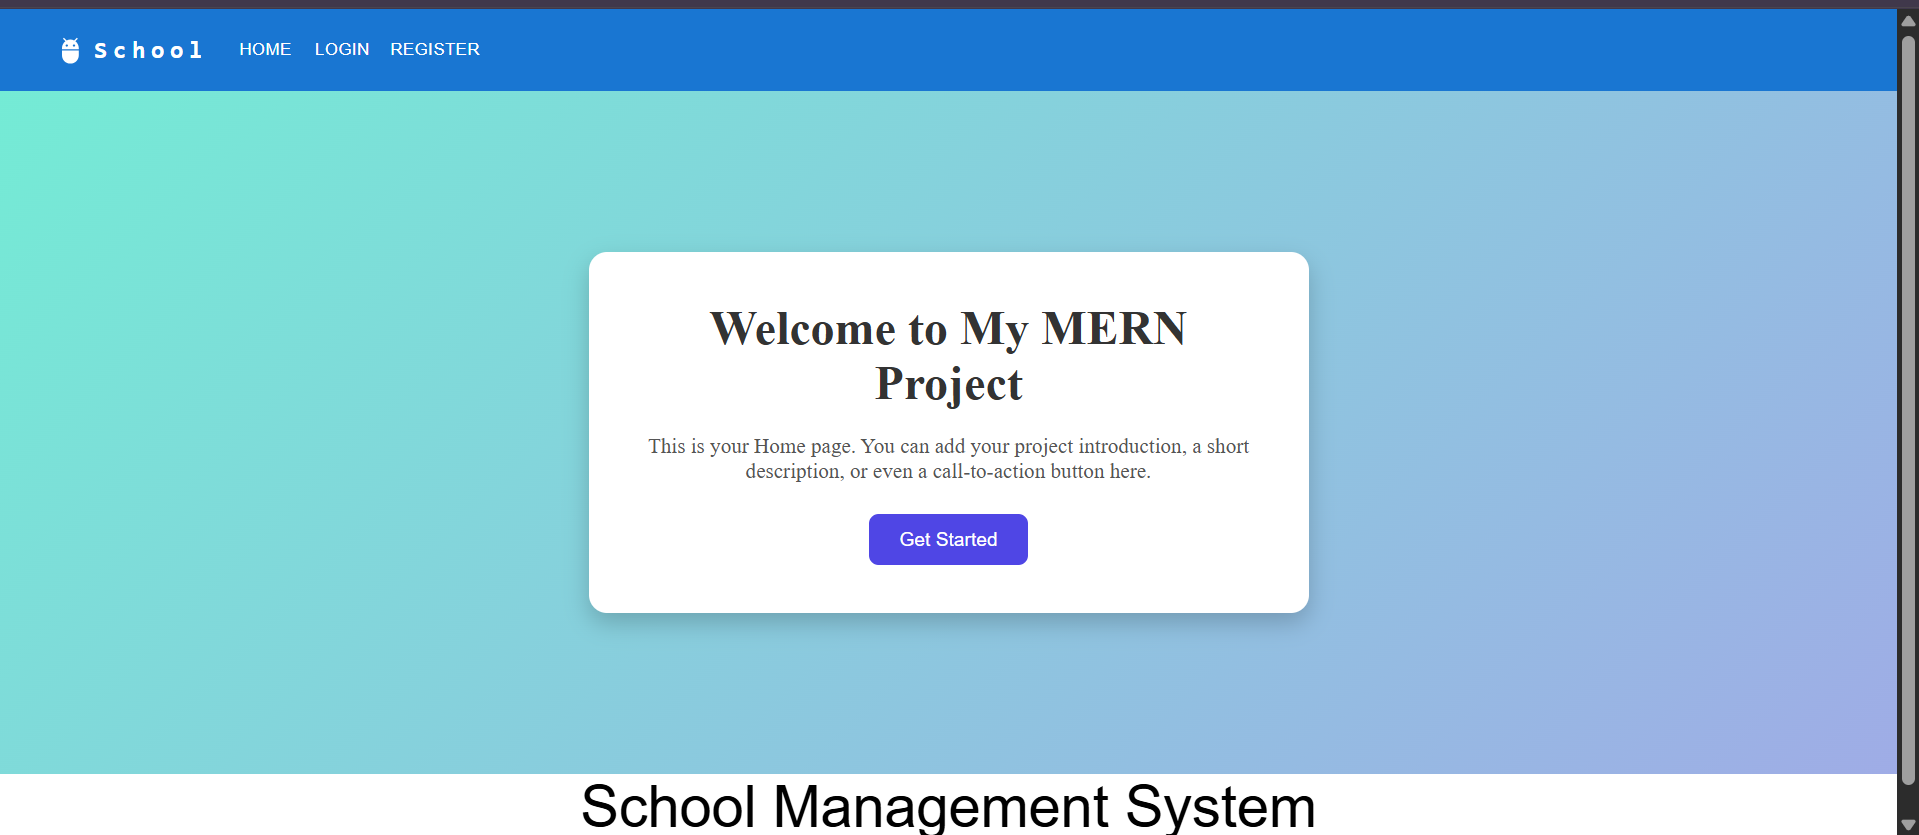 School HOME LOGIN REGISTER
Welcome to My MERN
Project
This is your Home page. You can add your project introduction, a short
description, or even a call-to-action button here.
Get Started
School Management System